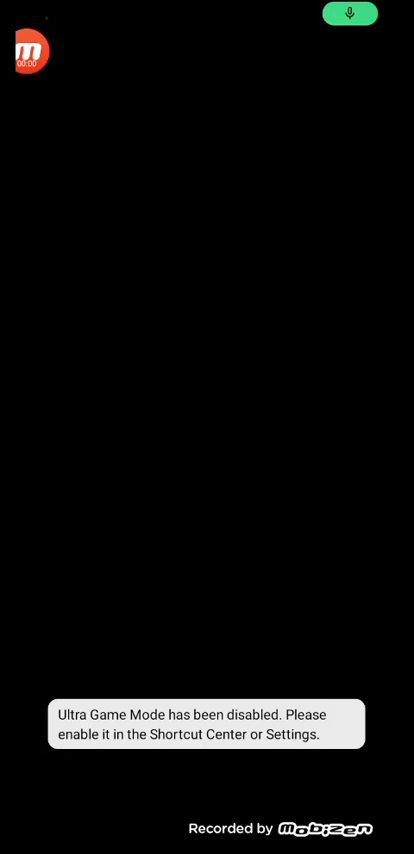 m
00:00
Ultra Game Mode has been disabled. Please
enable it in the Shortcut Center or Settings.
Recorded by Mobizen